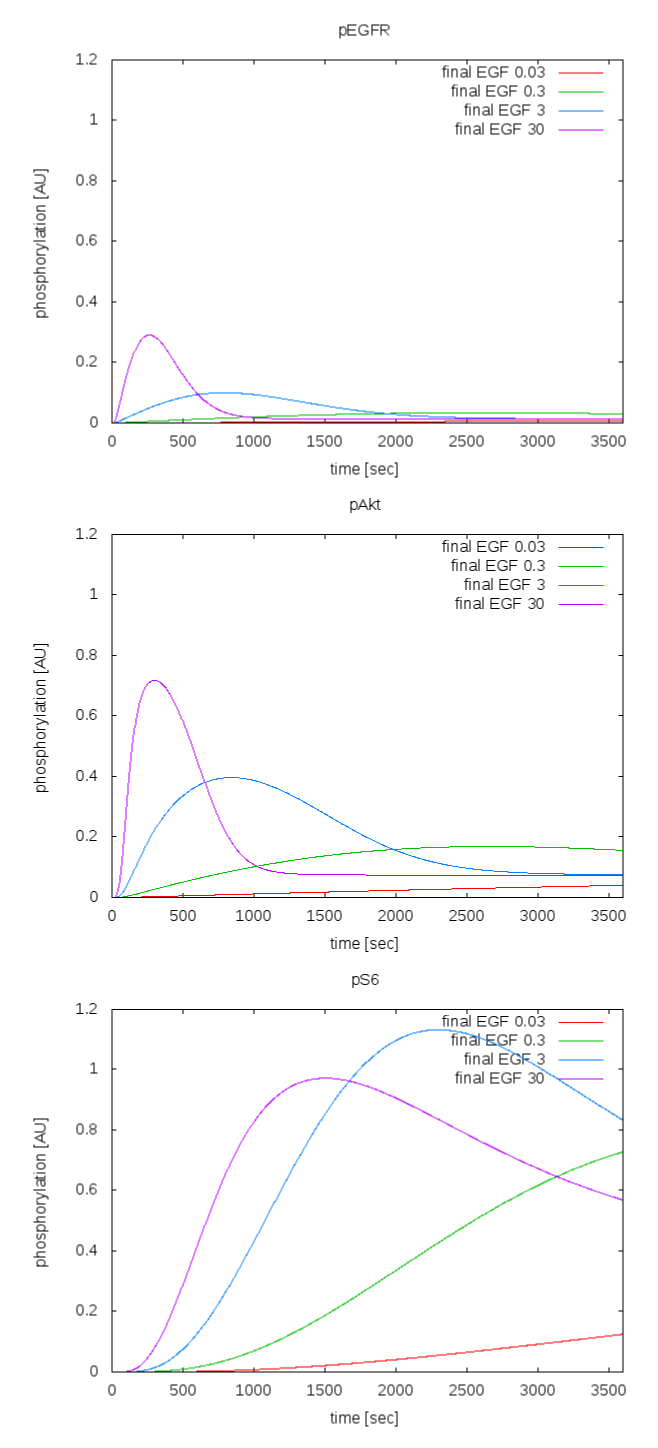 pEGFR
1.2
1
0.8
0.6
0.4
0.2
0
phosphorylation [AU]
final EGF 0.03
final EGF 0.3
final EGF 3
final EGF 30
0 500 1000 1500 2000 2500 3000 3500
time [sec]
pAkt
1.2
1
0.8
0.6
0.4
0.2
0
phosphorylation [AU]
final EGF 0.03
final EGF 0.3
final EGF 3
final EGF 30
0 500 1000 1500 2000 2500 3000 3500
time [sec]
pS6
1.2
1
0.8
0.6
0.4
0.2
0
phosphorylation [AU]
final EGF 0.03
final EGF 0.3
final EGF 3
final EGF 30
0 500 1000 1500 2000 2500 3000 3500
time [sec]